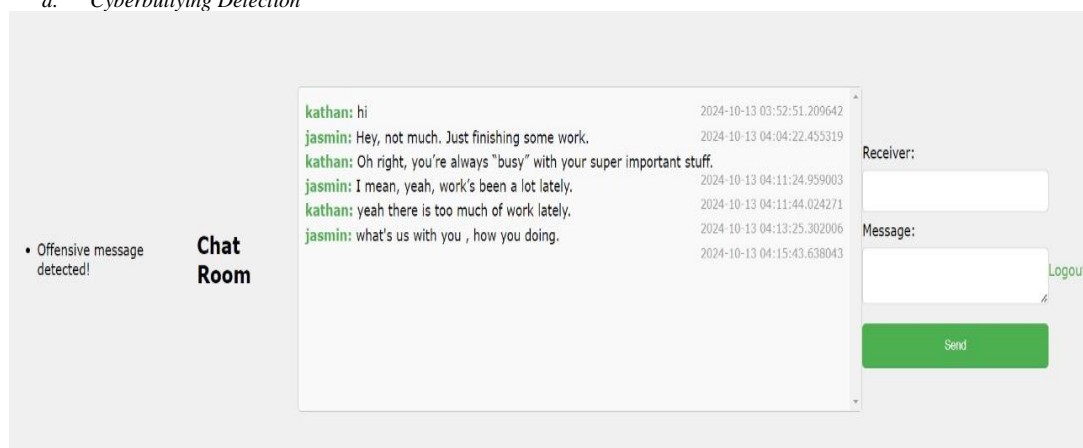 a. Cyberbullying Detection
• Offensive message
detected!
Chat
Room
kathan: hi 2024-10-13 03:52:51.209642
jasmin: Hey, not much. Just finishing some work. 2024-10-13 04:04:22.455319
kathan: Oh right, you’re always “busy” with your super important stuff.
2024-10-13 04:11:24.959003
jasmin: I mean, yeah, work’s been a lot lately.
2024-10-13 04:11:44.024271
kathan: yeah there is too much of work lately.
2024-10-13 04:13:25.302006
jasmin: what's us with you , how you doing.
2024-10-13 04:15:43.638043
Receiver:
Message:
Send
Logou